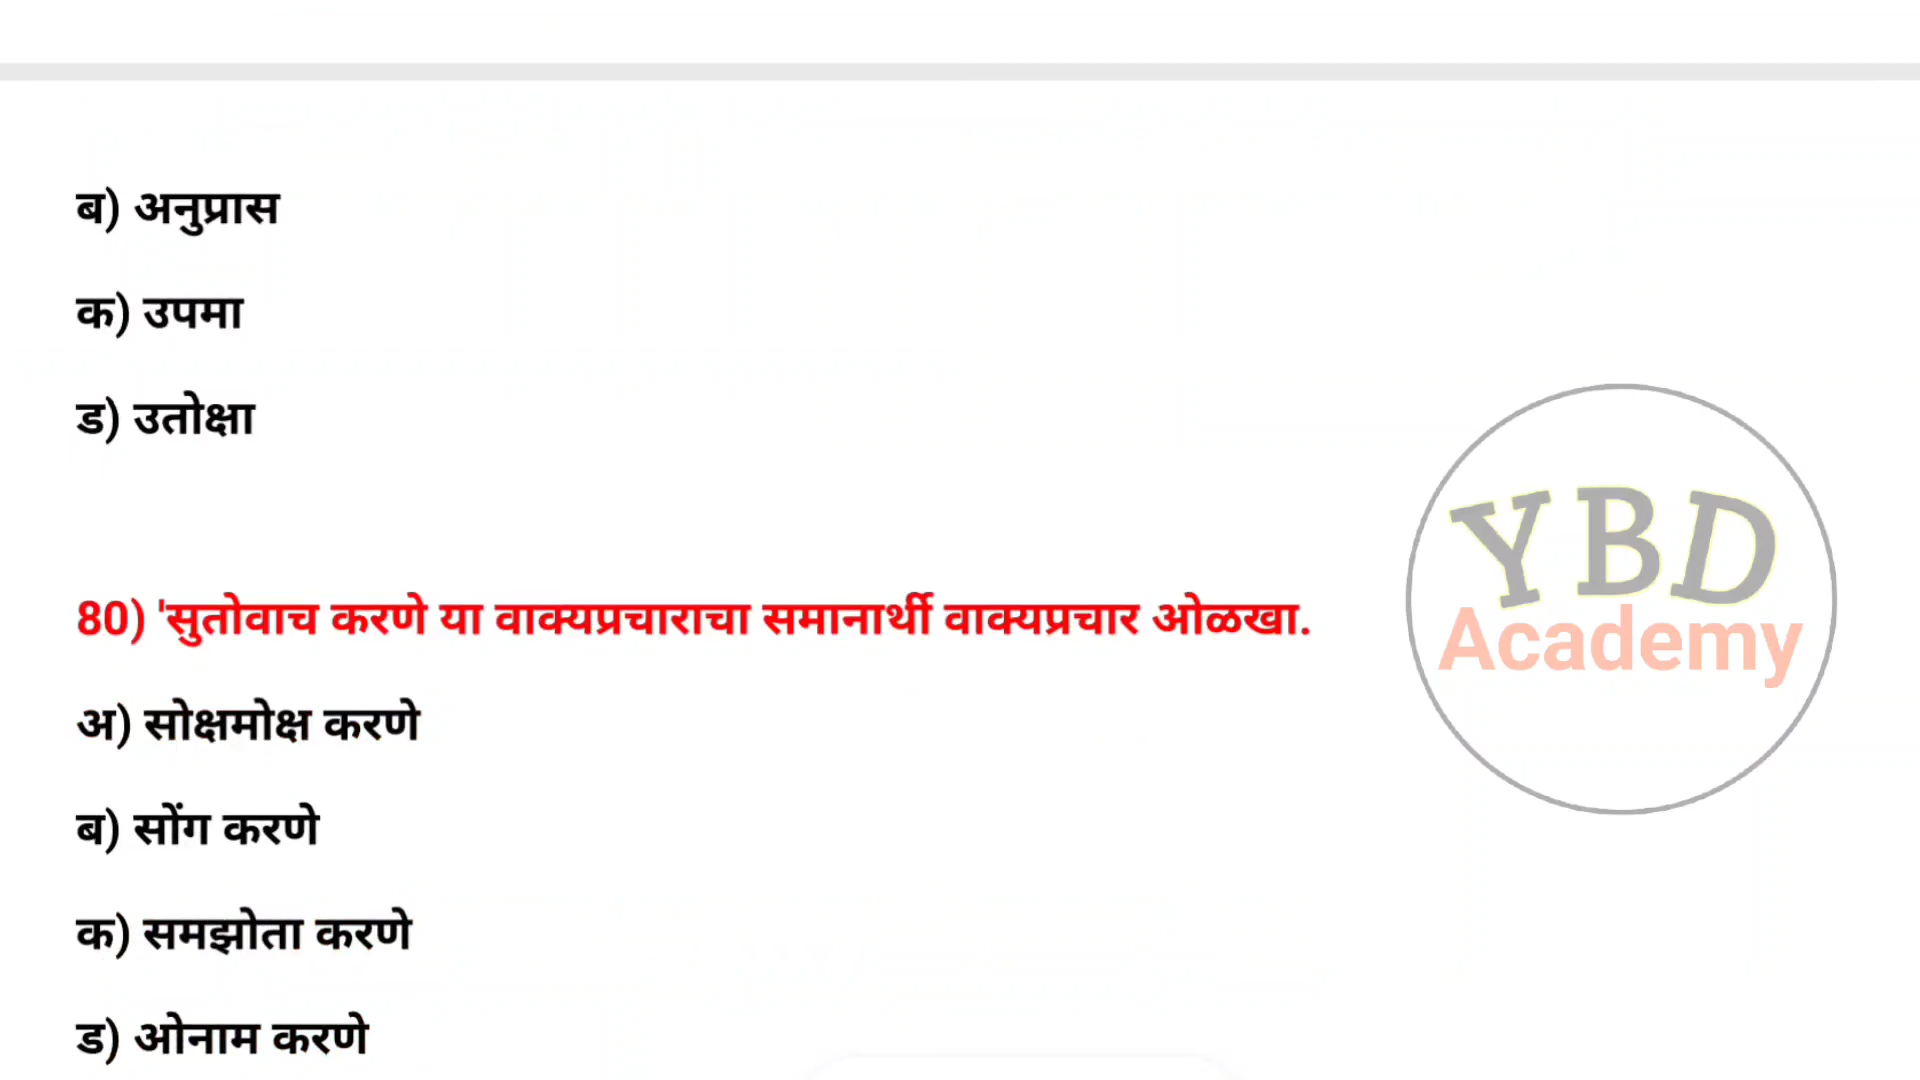 ब) अनुप्रास
क) उपमा
ड) उतोक्षा
80) 'सुतोवाच करणे या वाक्यप्रचाराचा समानार्थी वाक्यप्रचार ओळखा.
अ) सोक्षमोक्ष करणे
ब) सोंग करणे
क) समझोता करणे
ड) ओनाम करणे
YBD
Academy